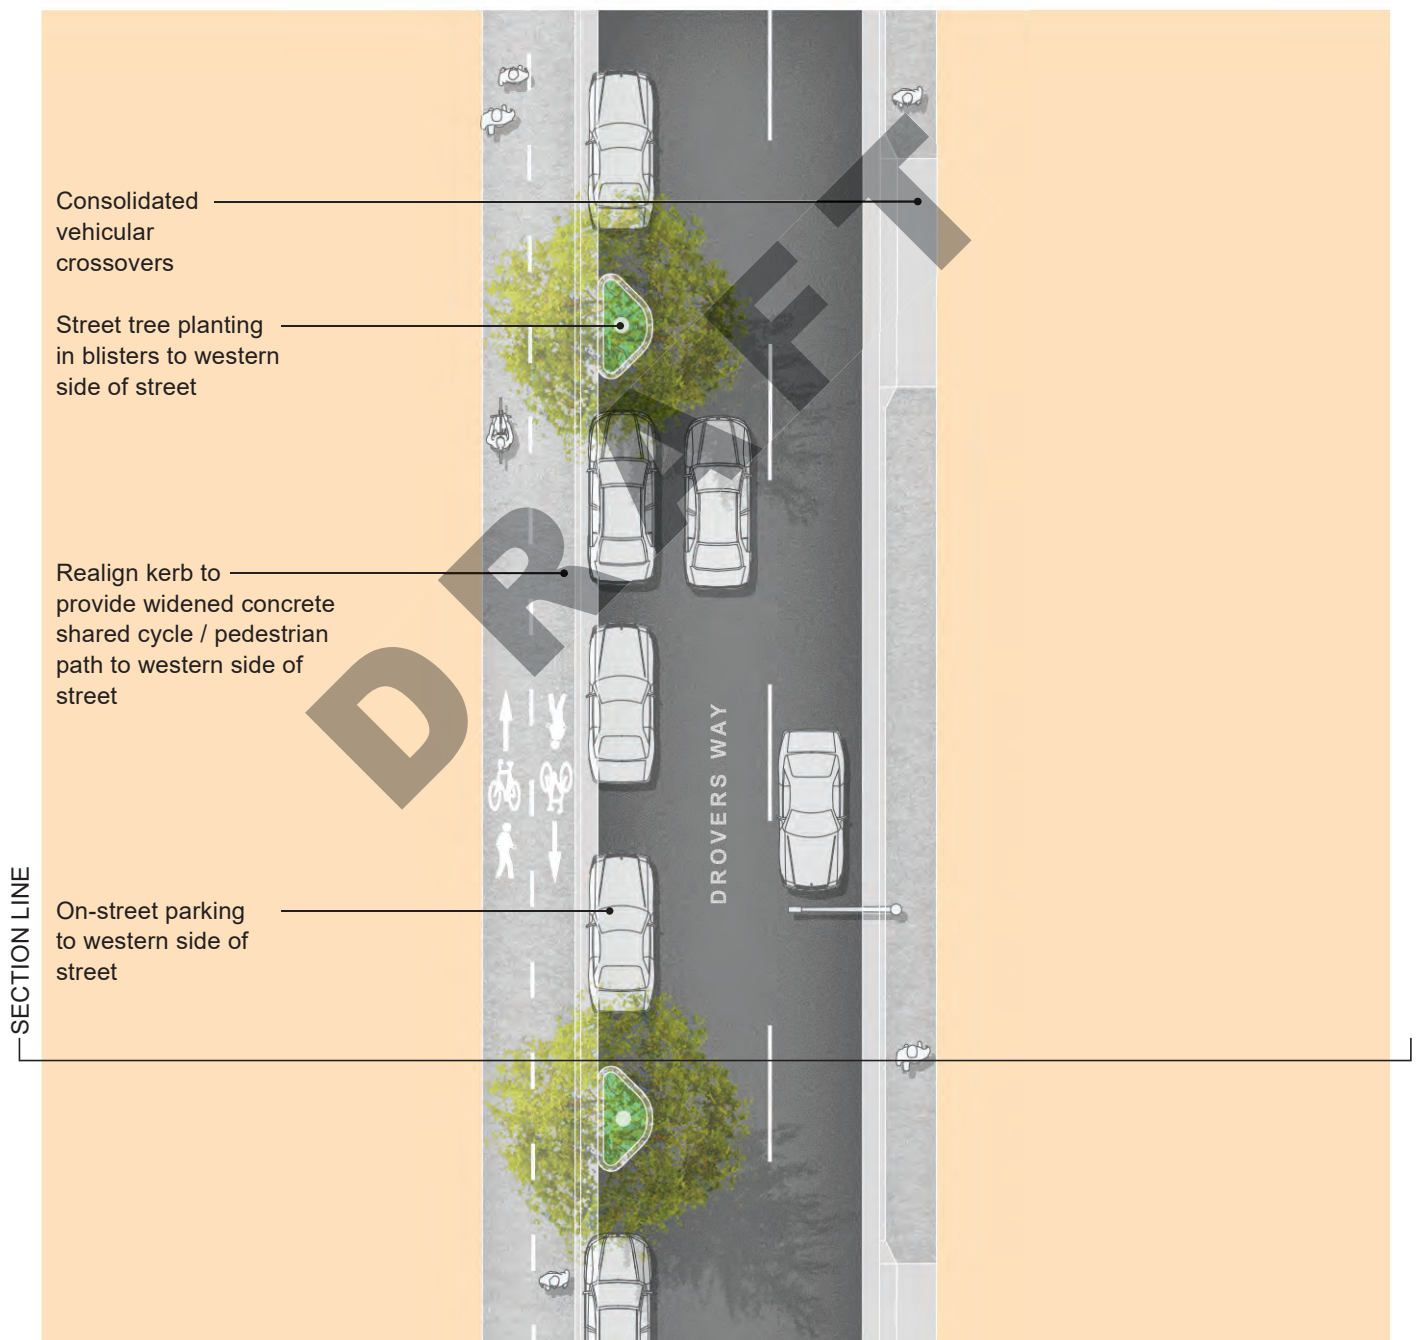 Consolidated
vehicular
crossovers
Street tree planting
in blisters to western
side of street
Realign kerb to
provide widened concrete
shared cycle / pedestrian
path to western side of
street
On-street parking
to western side of
street
SECTION LINE
DROVERS WAY
DRAFT